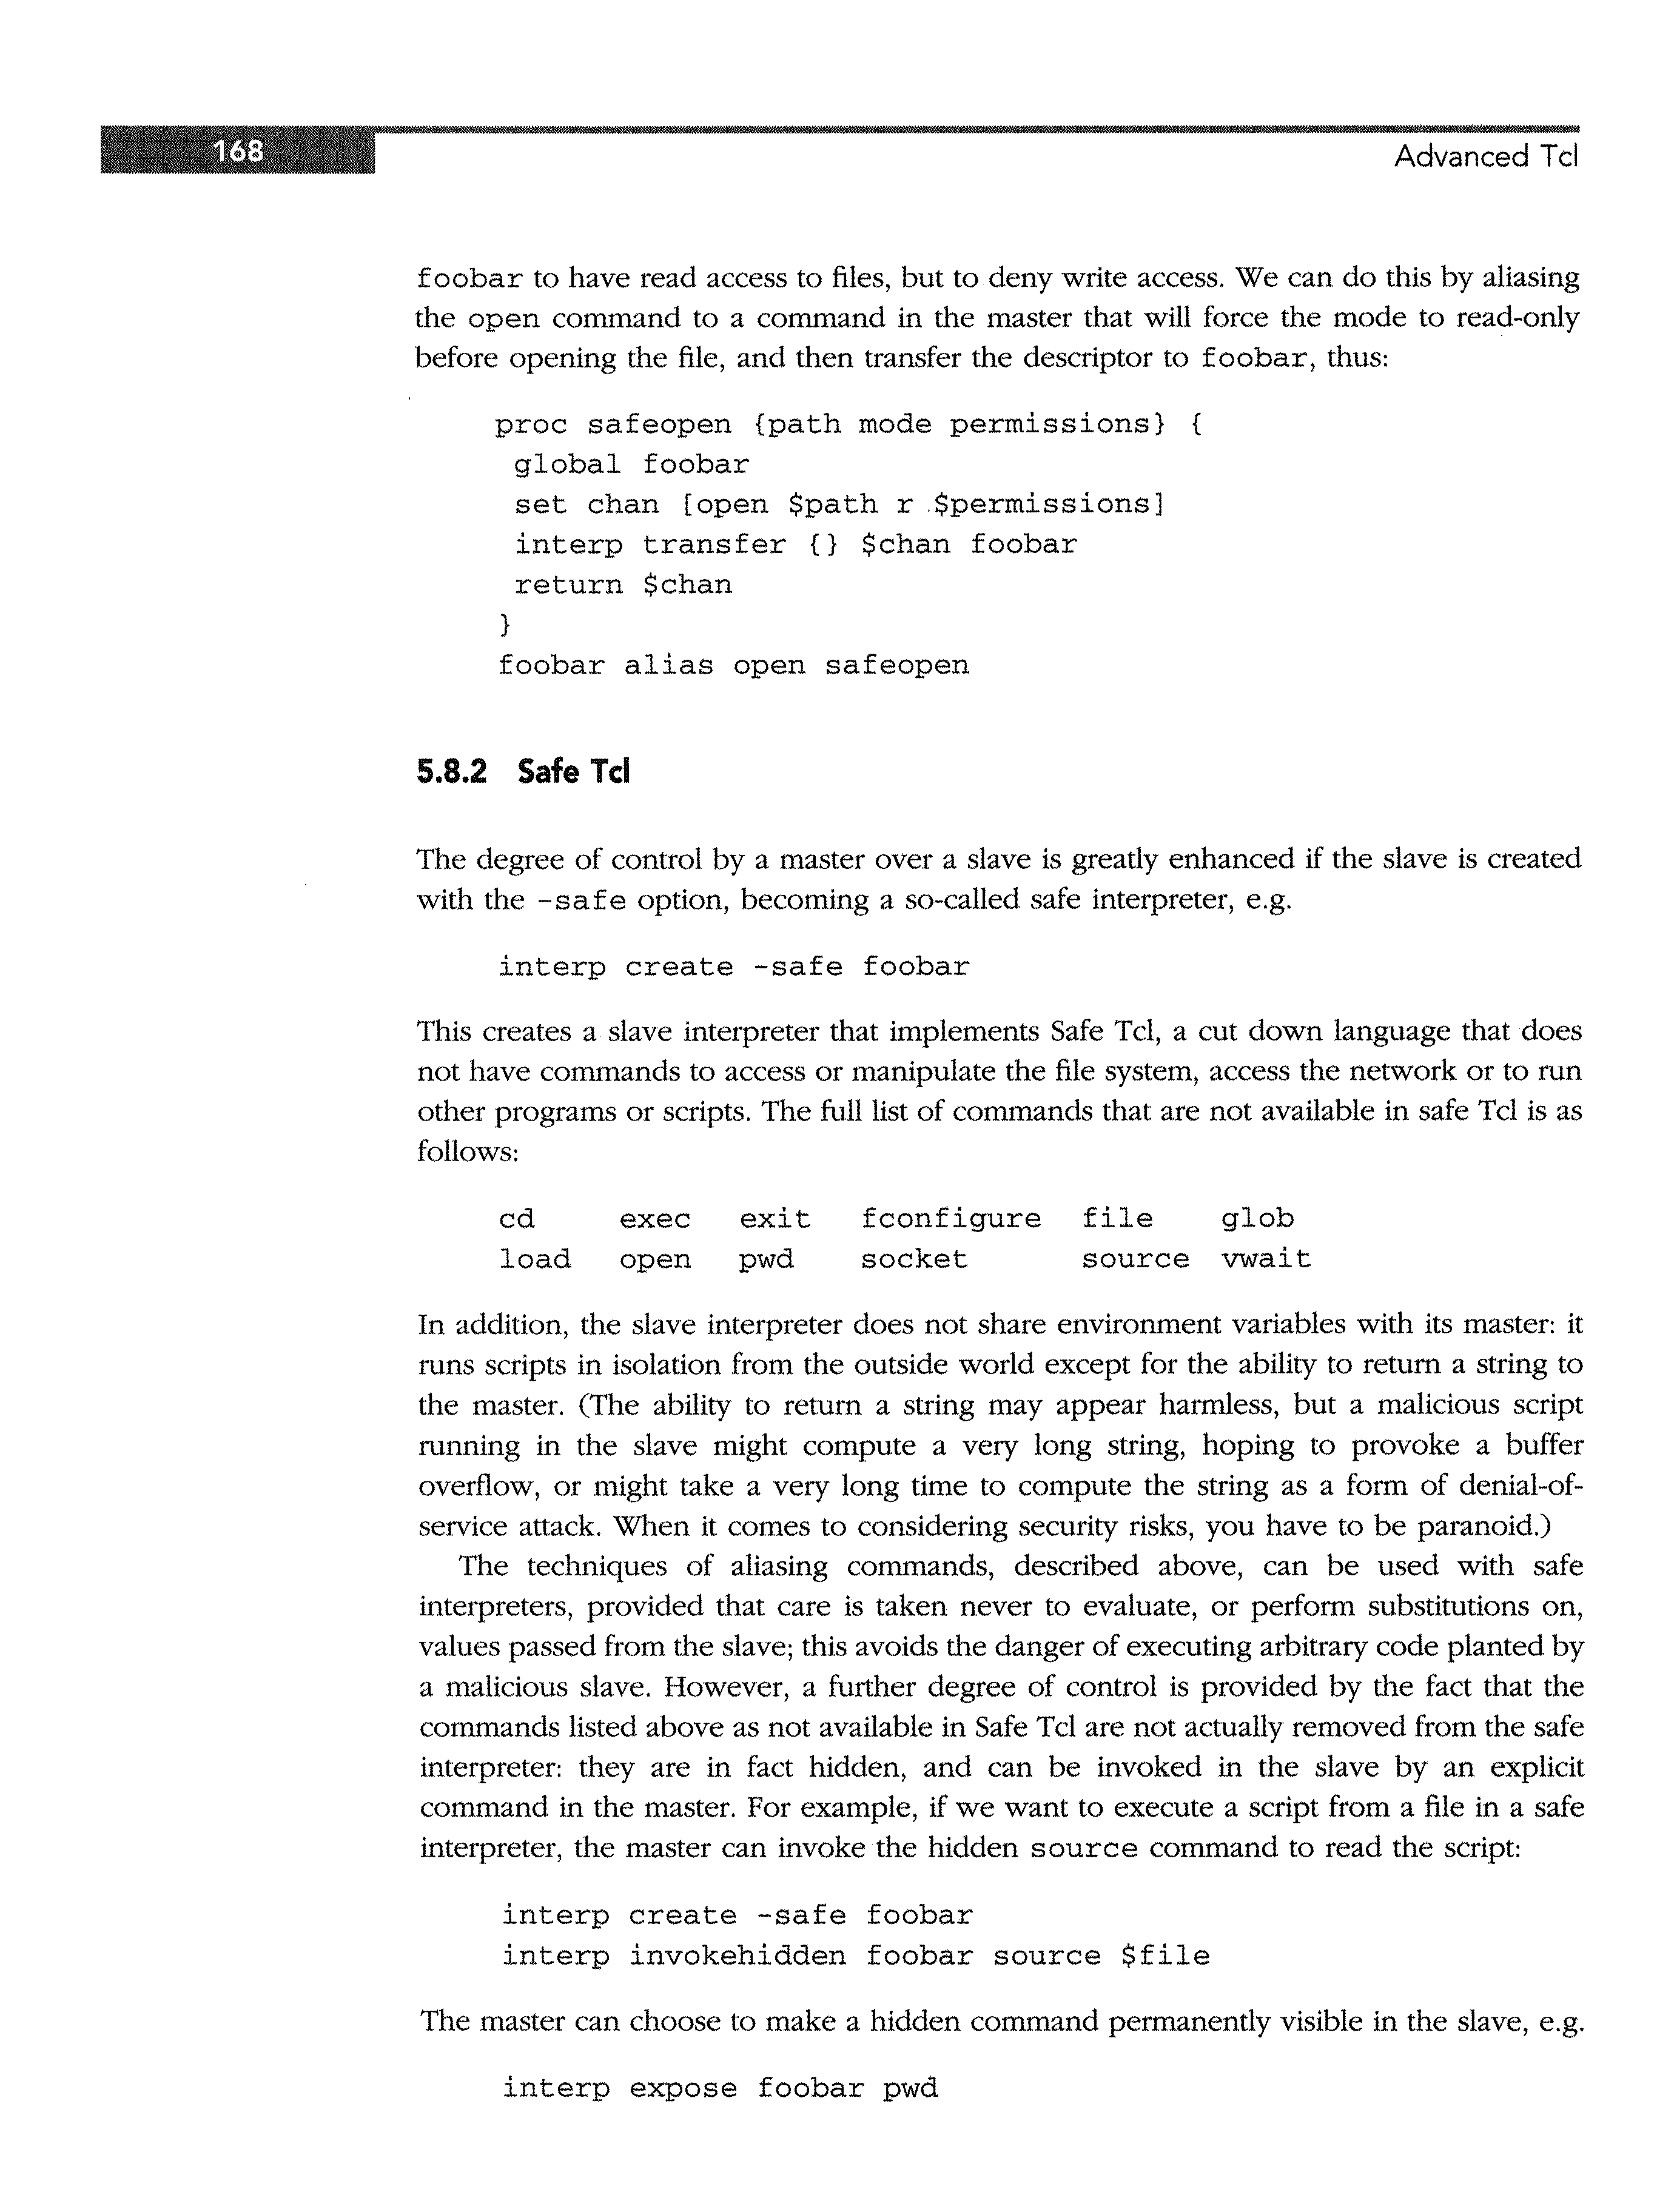 168
Advanced Tcl
foobar to have read access to files, but to deny write access. We can do this by aliasing
the open command to a command in the master that will force the mode to read-only
before opening the file, and then transfer the descriptor to foobar, thus:
proc safeopen {path mode permissions} {
 global foobar
 set chan [open $path r $permissions]
 interp transfer {} $chan foobar
 return $chan
}
foobar alias open safeopen
5.8.2 Safe Tcl
The degree of control by a master over a slave is greatly enhanced if the slave is created
with the -safe option, becoming a so-called safe interpreter, e.g.
interp create -safe foobar
This creates a slave interpreter that implements Safe Tcl, a cut down language that does
not have commands to access or manipulate the file system, access the network or to run
other programs or scripts. The full list of commands that are not available in safe Tcl is as
follows:
cd exec exit fconfigure file glob
load open pwd socket source vwait
In addition, the slave interpreter does not share environment variables with its master: it
runs scripts in isolation from the outside world except for the ability to return a string to
the master. (The ability to return a string may appear harmless, but a malicious script
running in the slave might compute a very long string, hoping to provoke a buffer
overflow, or might take a very long time to compute the string as a form of denial-of-
service attack. When it comes to considering security risks, you have to be paranoid.)
The techniques of aliasing commands, described above, can be used with safe
interpreters, provided that care is taken never to evaluate, or perform substitutions on,
values passed from the slave; this avoids the danger of executing arbitrary code planted by
a malicious slave. However, a further degree of control is provided by the fact that the
commands listed above as not available in Safe Tcl are not actually removed from the safe
interpreter: they are in fact hidden, and can be invoked in the slave by an explicit
command in the master. For example, if we want to execute a script from a file in a safe
interpreter, the master can invoke the hidden source command to read the script:
interp create -safe foobar
interp invokehidden foobar source $file
The master can choose to make a hidden command permanently visible in the slave, e.g.
interp expose foobar pwd